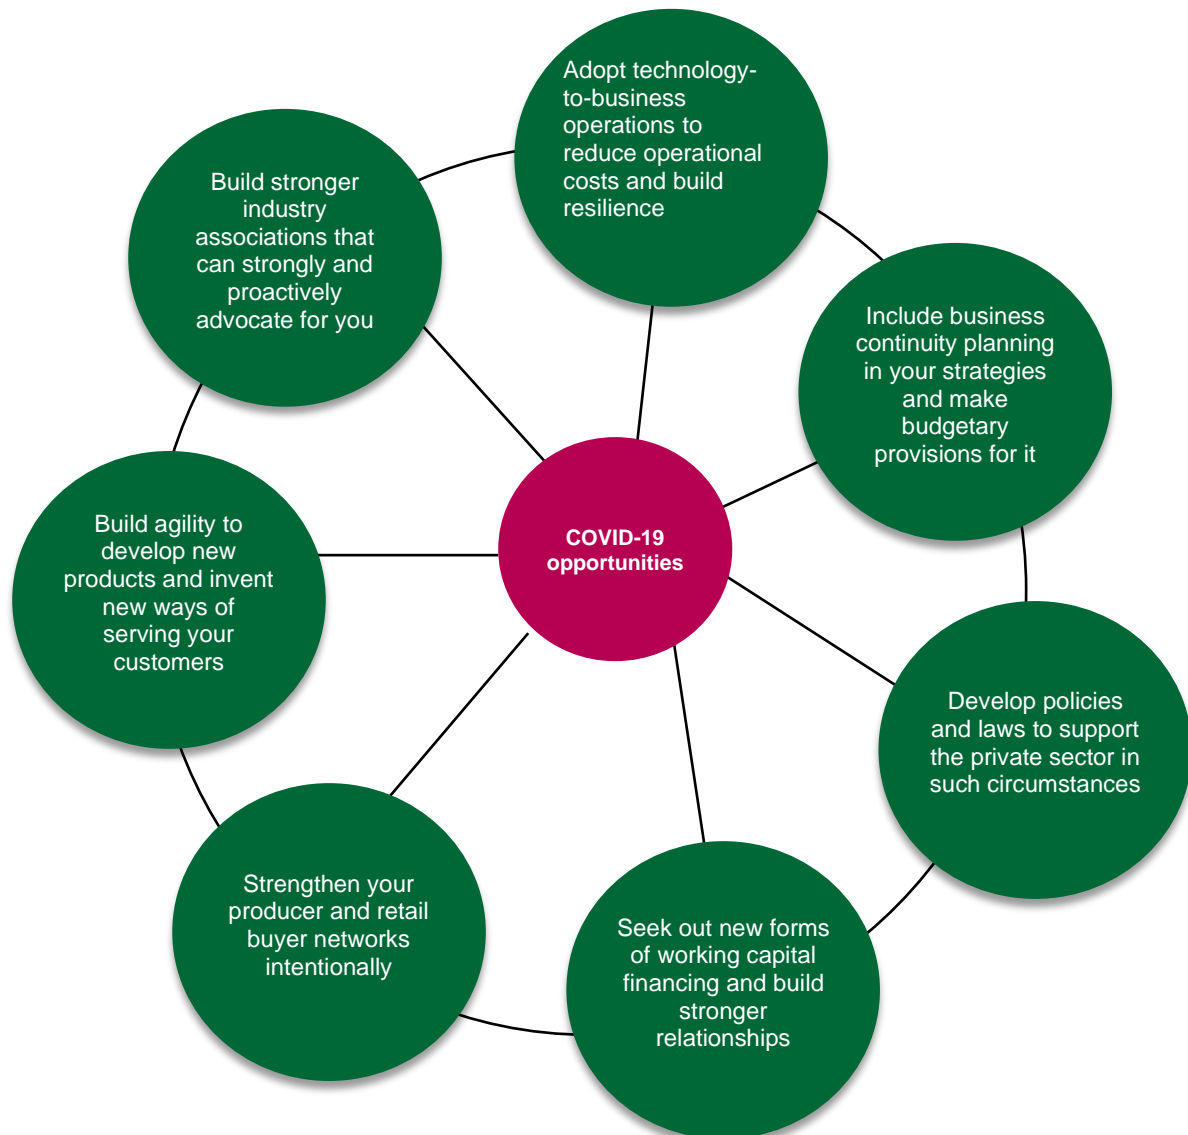 Adopt technology-
to-business
operations to
reduce operational
costs and build
resilience
Build stronger
industry
associations that
can strongly and
proactively
advocate for you
Include business
continuity planning
in your strategies
and make
budgetary
provisions for it
COVID-19
opportunities
Build agility to
develop new
products and invent
new ways of
serving your
customers
Develop policies
and laws to support
the private sector in
such circumstances
Strengthen your
producer and retail
buyer networks
intentionally
Seek out new forms
of working capital
financing and build
stronger
relationships